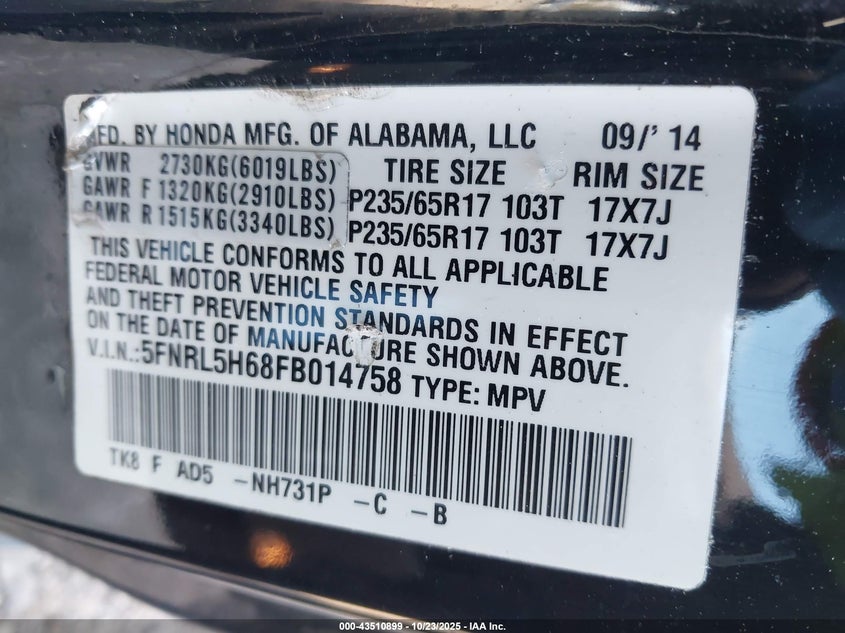 MFD. BY HONDA MFG. OF ALABAMA, LLC 09/' 14
GVWR 2730KG(6019LBS) TIRE SIZE RIM SIZE
GAWR F 1320KG(2910LBS) P235/65R17 103T 17X7J
GAWR R 1515KG(3340LBS) P235/65R17 103T 17X7J
THIS VEHICLE CONFORMS TO ALL APPLICABLE
FEDERAL MOTOR VEHICLE SAFETY
AND THEFT PREVENTION STANDARDS IN EFFECT
ON THE DATE OF MANUFACTURE SHOWN ABOVE.
V.I.N.:5FNRL5H68FB014758 TYPE: MPV
TK8 F AD5 -NH731P -C -B
000-43510899 - 10/23/2025 - IAA Inc.